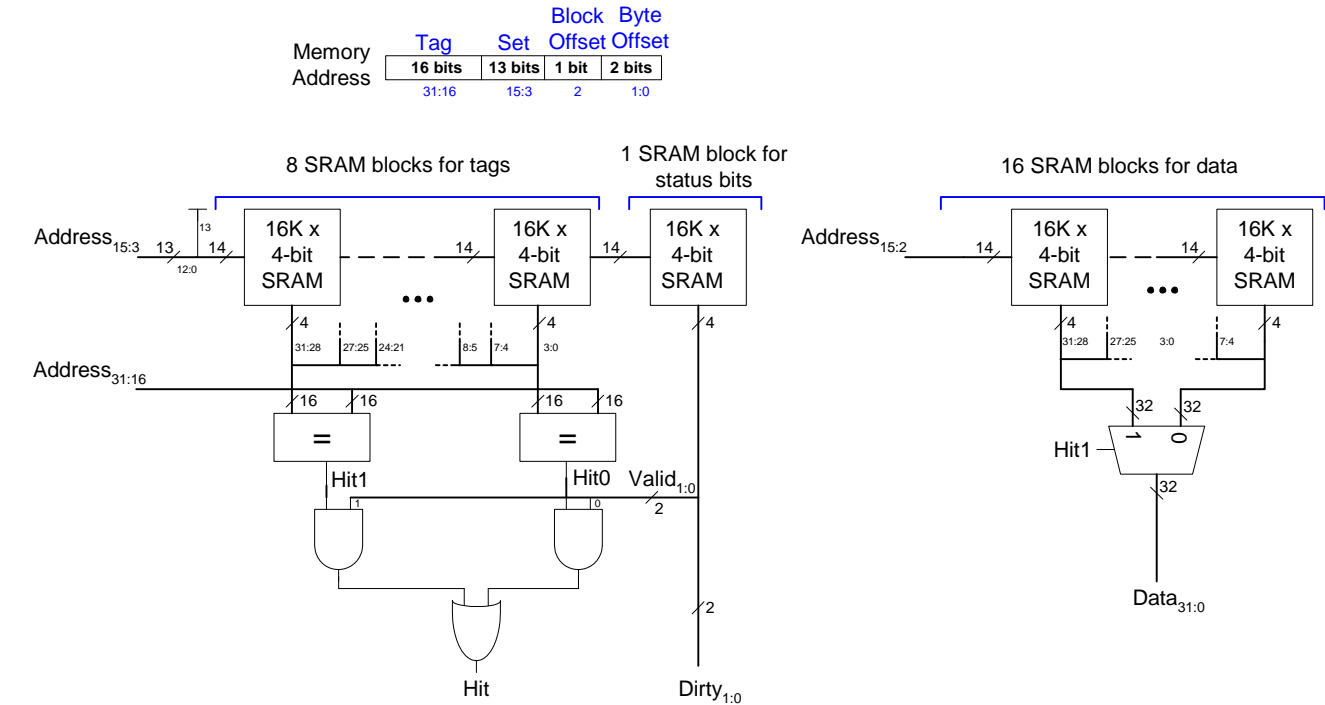 Block Byte
Tag Set Offset Offset
Memory Address
16 bits 13 bits 1 bit 2 bits
31:16 15:3 2 1:0
8 SRAM blocks for tags
1 SRAM block for
status bits
16 SRAM blocks for data
Address15:3 13 12:0 13 14
16K x
4-bit
SRAM
14
16K x
4-bit
SRAM
14
16K x
4-bit
SRAM
Address15:2 14
16K x
4-bit
SRAM
14
16K x
4-bit
SRAM
4 4 4 4 4
31:28 27:25 24:21 8:5 7:4 3:0
31:28 27:25 3:0 7:4
Address31:16
16 16 16 16
= =
32 32
Hit1 1 0
32
Hit1 Hit0 Valid1:0
1 0 2
2
Data31:0
Hit Dirty1:0